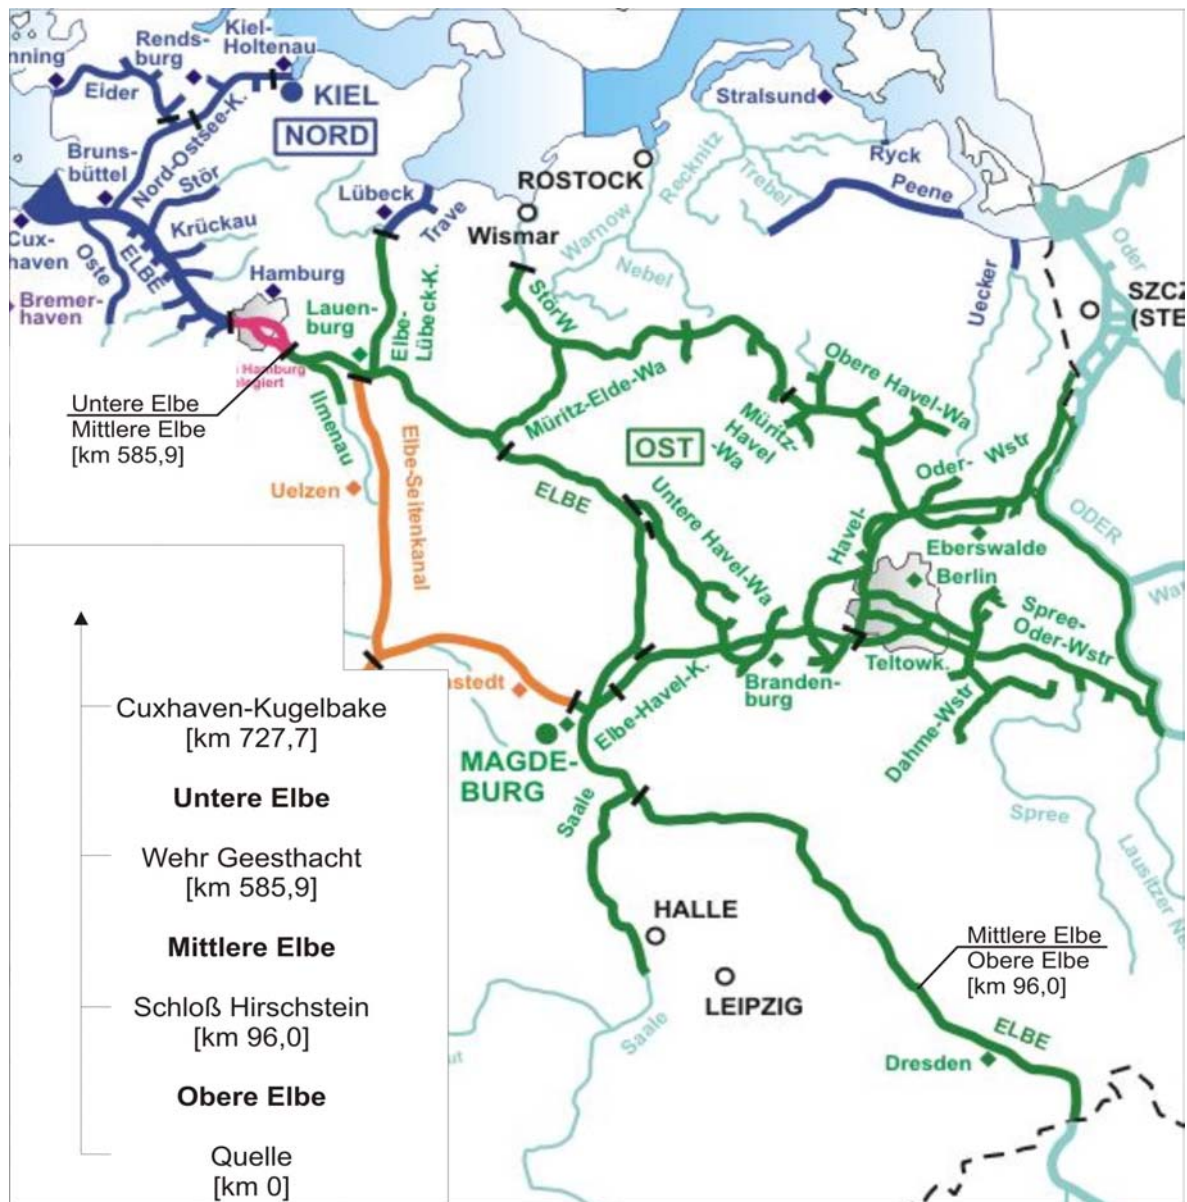 Kiel-
Holtenau
Rends-
burg
nning
Eider
KIEL
NORD
Nord-Ostsee-K.
Bruns-
büttel
Stör
Krückau
Cux-
haven
Oste
ELBE
Bremer-
haven
Hamburg
Lübeck
Trave
Lauen-
burg
Elbe-
Lübeck-K.
Hamburg
Untere Elbe
Mittlere Elbe
[km 585,9]
Ilmenau
Uelzen
Elbe-Seitenkanal
ROSTOCK
Wismar
Warnow
Nebel
Recknitz
Trebel
Stralsund
Ryck
Peene
Uecker
Oder
SZCZ
(STE
StörW
Müritz-Elde-Wa
Müritz-
Havel
-Wa
Obere Havel-Wa
OST
ELBE
Untere Havel-Wa
Havel-
Oder-
Wstr
ODER
Eberswalde
Berlin
War
Spree-
Oder-Wstr
Teltowk.
Branden-
burg
Elbe-Havel-K.
Dahme-Wstr
MAGDE-
BURG
Saale
Spree
Lausitzer Ne
HALLE
LEIPZIG
Saale
Mittlere Elbe
Obere Elbe
[km 96,0]
ELBE
Dresden
Cuxhaven-Kugelbake
[km 727,7]
Untere Elbe
Wehr Geesthacht
[km 585,9]
Mittlere Elbe
Schloß Hirschstein
[km 96,0]
Obere Elbe
Quelle
[km 0]